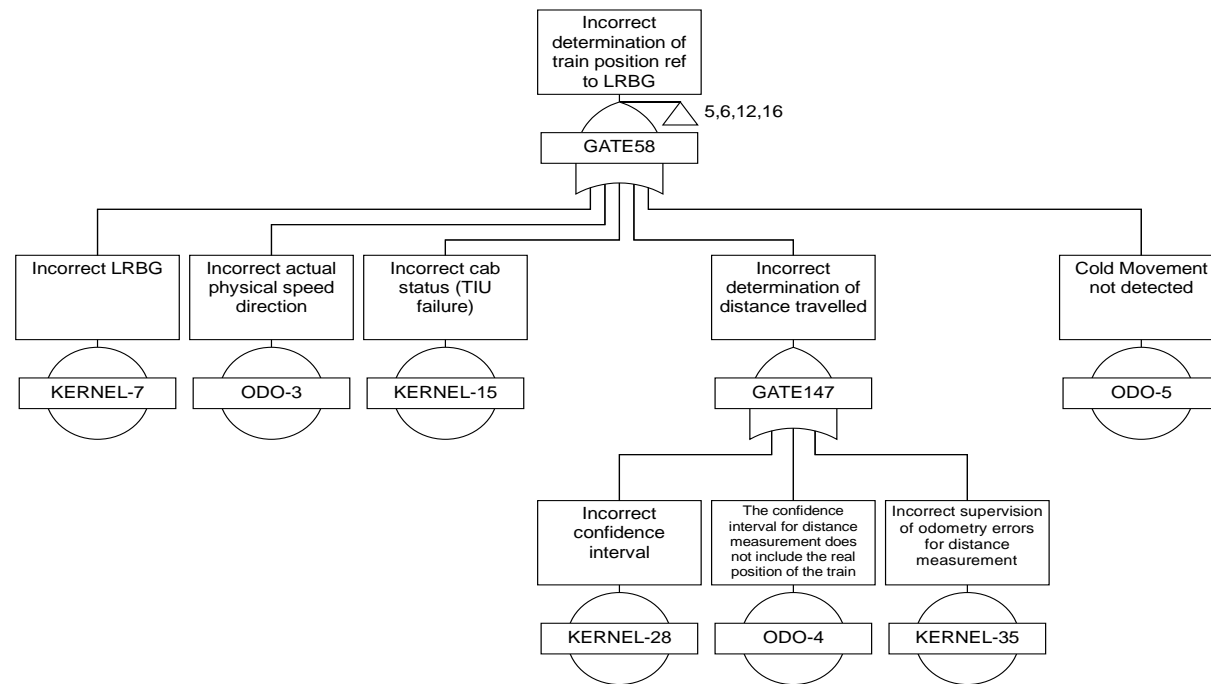 Incorrect
determination of
train position ref
to LRBG
5,6,12,16
GATE58
Incorrect LRBG
Incorrect actual
physical speed
direction
Incorrect cab
status (TIU
failure)
Incorrect
determination of
distance travelled
Cold Movement
not detected
KERNEL-7
ODO-3
KERNEL-15
GATE147
ODO-5
Incorrect
confidence
interval
The confidence
interval for distance
measurement does
not include the real
position of the train
Incorrect supervision
of odometry errors
for distance
measurement
KERNEL-28
ODO-4
KERNEL-35